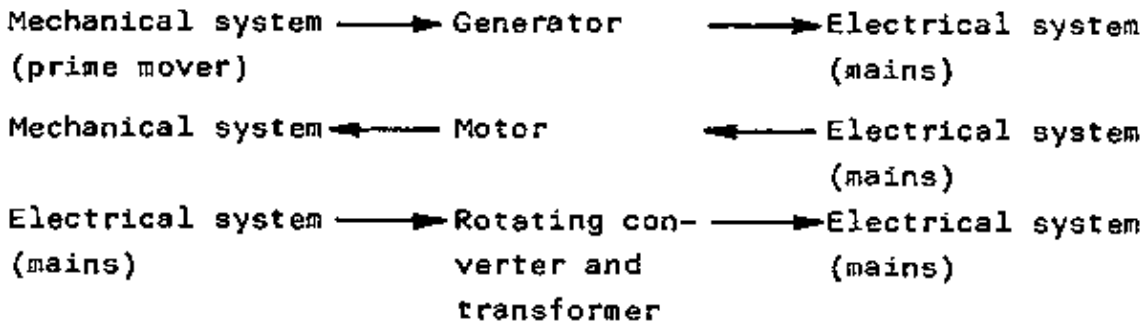 Mechanical system Generator Electrical system
(prime mover) (mains)
Mechanical system Motor Electrical system
(mains)
Electrical system Rotating con- Electrical system
(mains) verter and (mains)
transformer